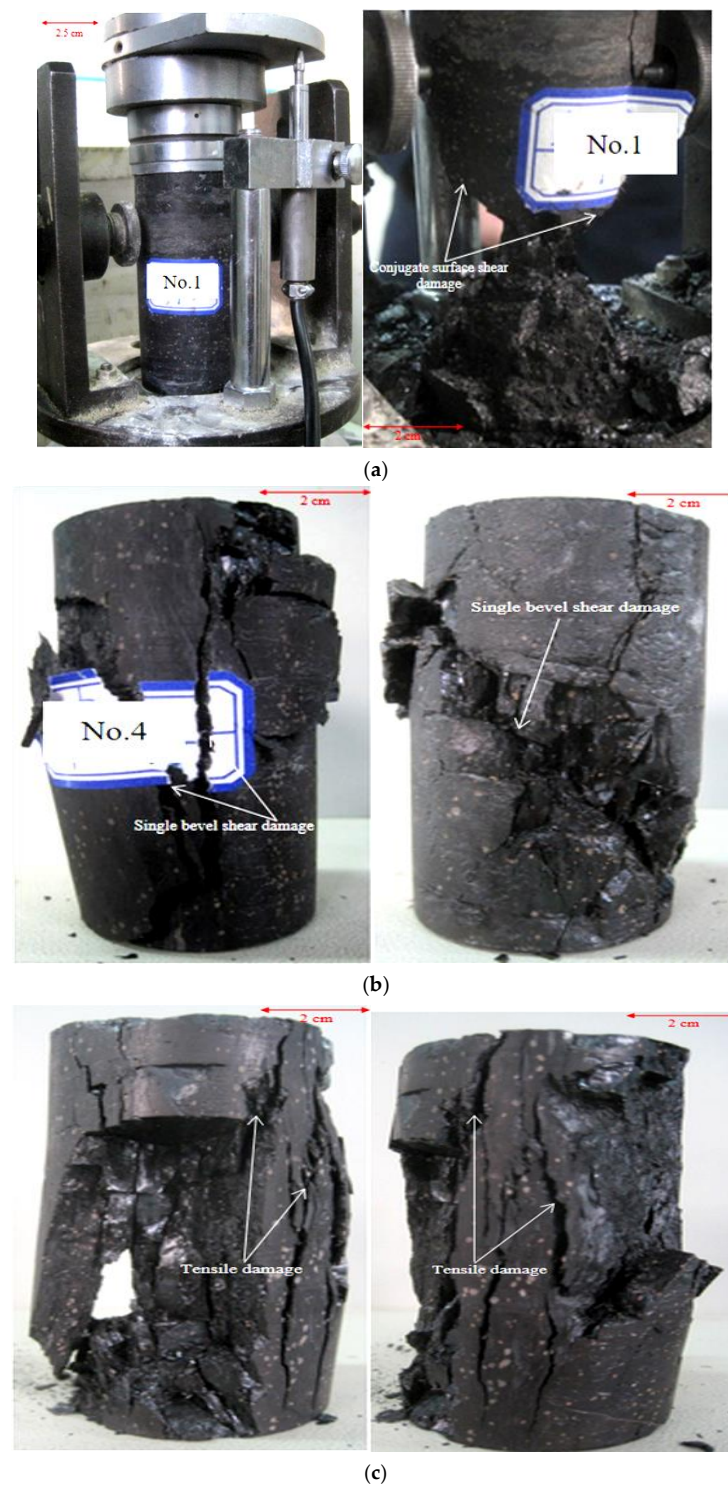 2.5 cm
No.1
No.1
Conjugate surface shear
damage
2 cm
(a)
2 cm
No.4
Single bevel shear damage
2 cm
Single bevel shear damage
(b)
2 cm
Tensile damage
2 cm
Tensile damage
(c)